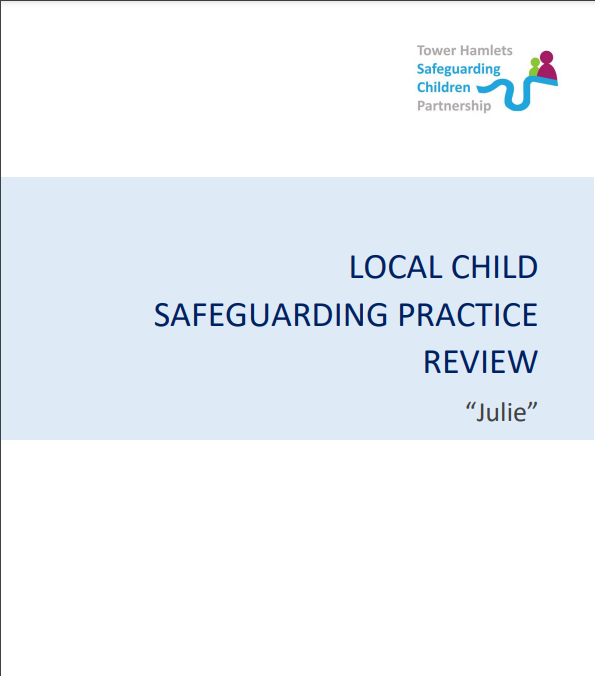 Tower Hamlets
Safeguarding
Children
Partnership
LOCAL CHILD
SAFEGUARDING PRACTICE
REVIEW
“Julie”